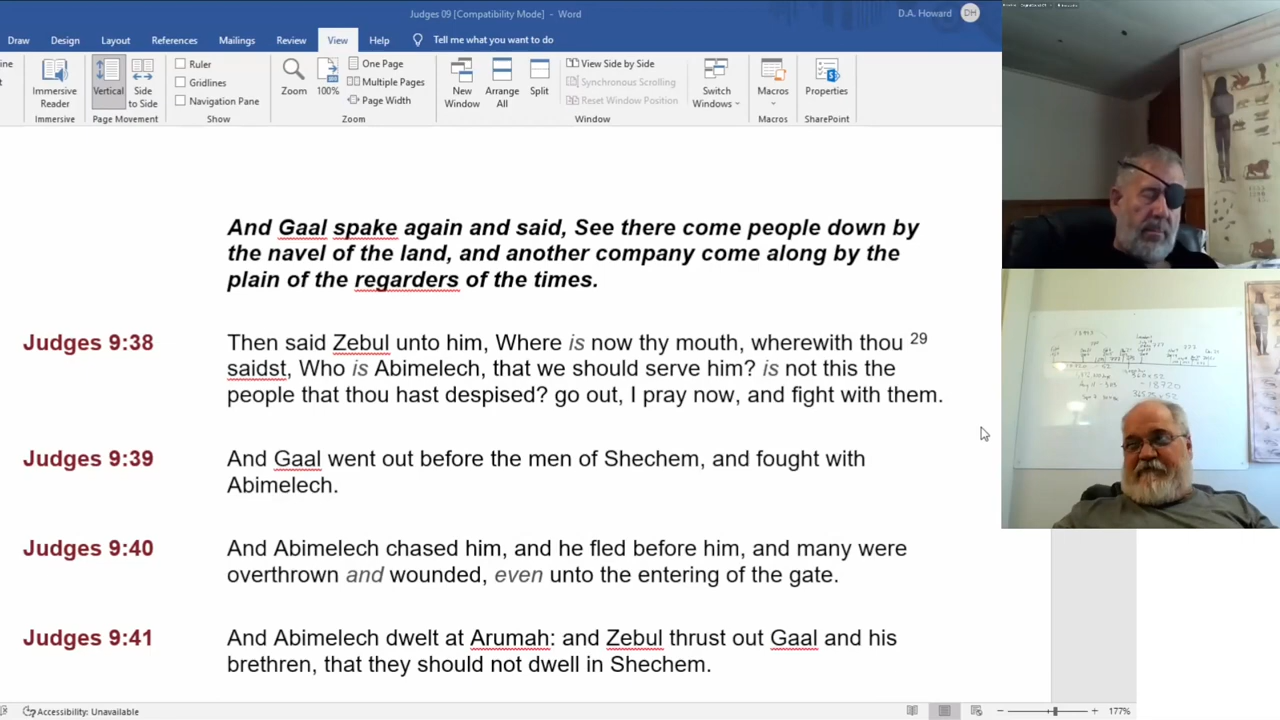 Judges 09 [Compatibility Mode] - Word
D.A. Howard DH
Draw Design Layout References Mailings Review View Help Tell me what you want to do
Immersive Reader
Immersive
Vertical
Side to Side
Page Movement
Ruler
Gridlines
Navigation Pane
Show
Zoom
100%
One Page
Multiple Pages
Page Width
Zoom
New Window
Arrange All
Split
View Side by Side
Synchronous Scrolling
Reset Window Position
Switch Windows
Window
Macros
Macros
Properties
SharePoint
And Gaal spake again and said, See there come people down by
the navel of the land, and another company come along by the
plain of the regarders of the times.
Judges 9:38 Then said Zebul unto him, Where is now thy mouth, wherewith thou 29
saidst, Who is Abimelech, that we should serve him? is not this the
people that thou hast despised? go out, I pray now, and fight with them.
Judges 9:39 And Gaal went out before the men of Shechem, and fought with
Abimelech.
Judges 9:40 And Abimelech chased him, and he fled before him, and many were
overthrown and wounded, even unto the entering of the gate.
Judges 9:41 And Abimelech dwelt at Arumah: and Zebul thrust out Gaal and his
brethren, that they should not dwell in Shechem.
Accessibility: Unavailable
177%